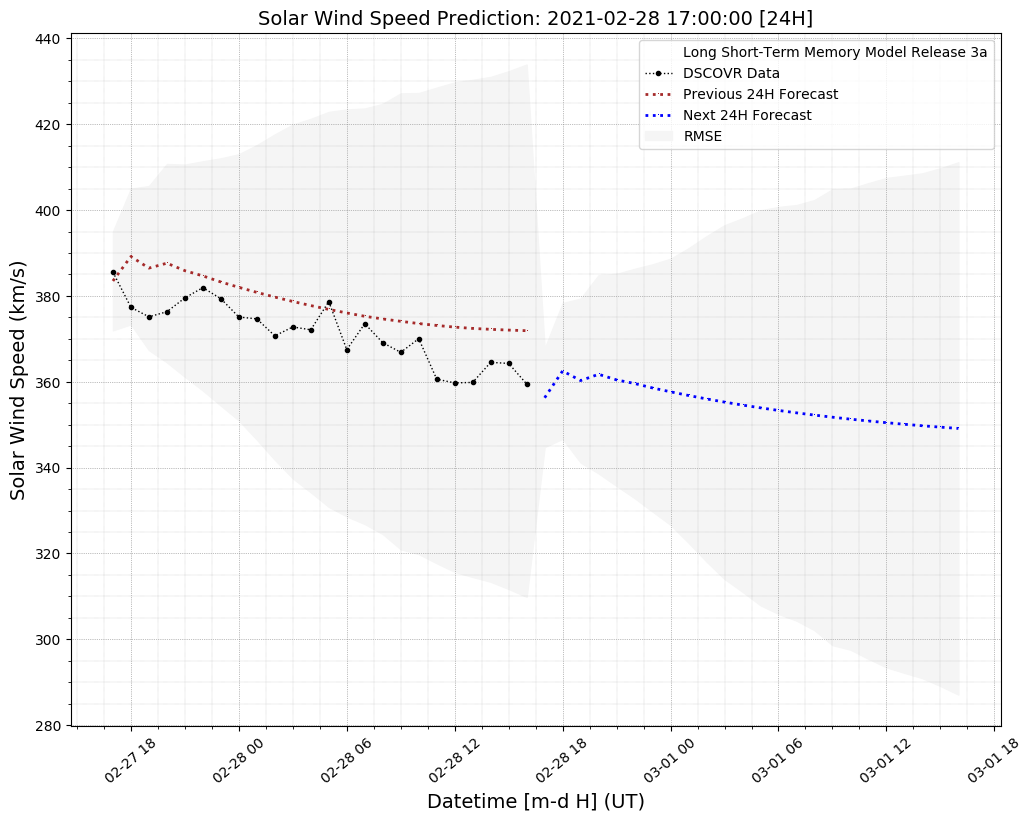 Solar Wind Speed Prediction: 2021-02-28 17:00:00 [24H]
Long Short-Term Memory Model Release 3a
DSCOVR Data
Previous 24H Forecast
Next 24H Forecast
RMSE
Solar Wind Speed (km/s)
440
420
400
380
360
340
320
300
280
02-27 18
02-28 00
02-28 06
02-28 12
02-28 18
03-01 00
03-01 06
03-01 12
03-01 18
Datetime [m-d H] (UT)